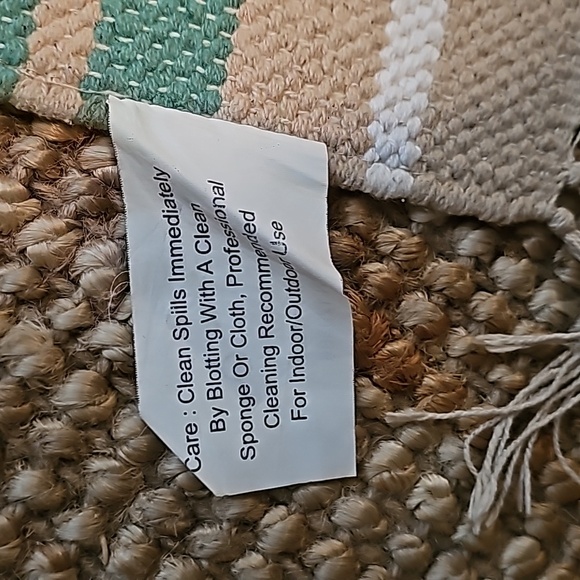 Care : Clean Spills Immediately
By Blotting With A Clean
Sponge Or Cloth, Professional
Cleaning Recommended
For Indoor/Outdoor Use